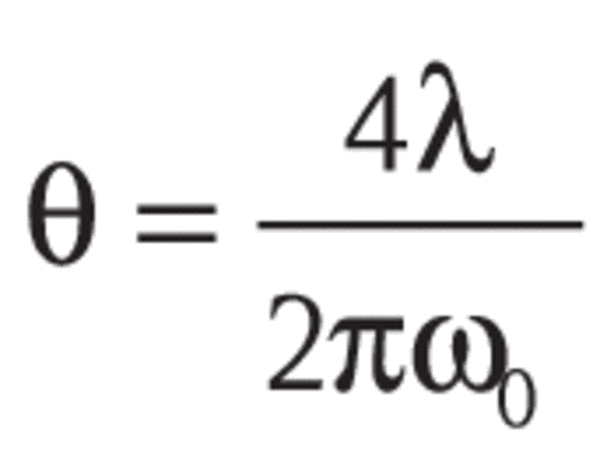 θ = 4λ / 2πω₀